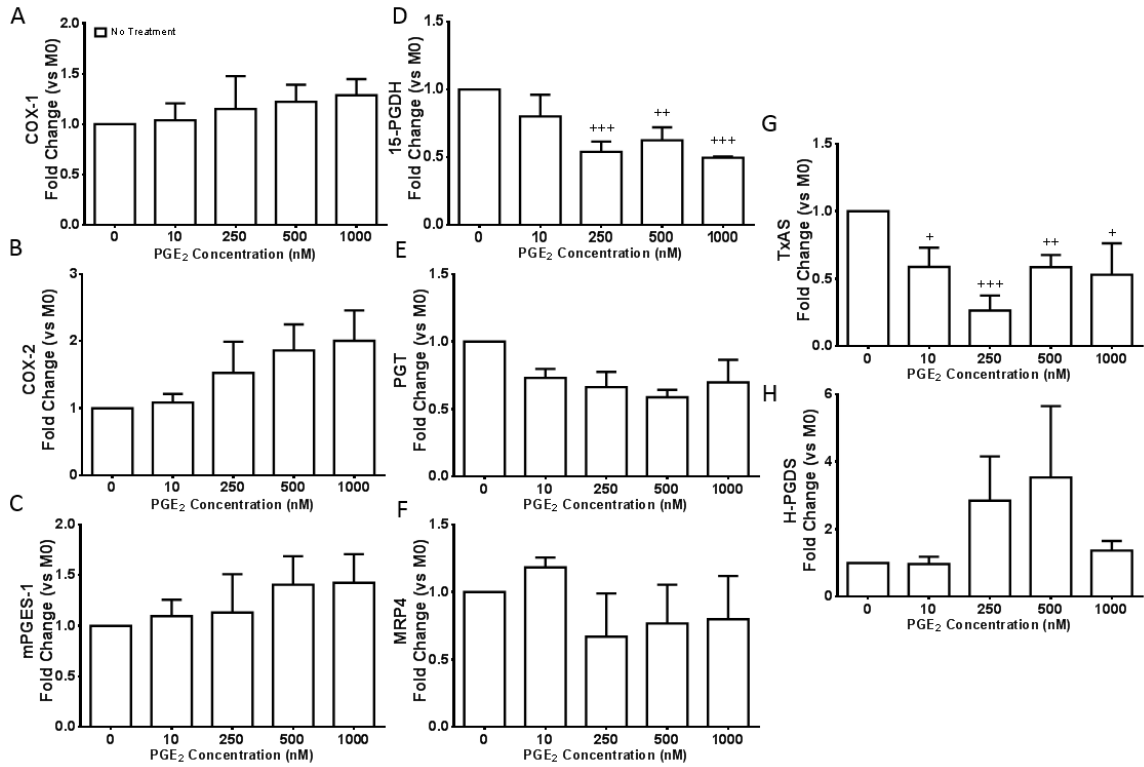 A
COX-1
Fold Change (vs M0)
2.0
1.5
1.0
0.5
0.0
No Treatment
0 10 250 500 1000
PGE2 Concentration (nM)
B
COX-2
Fold Change (vs M0)
3
2
1
0
0 10 250 500 1000
PGE2 Concentration (nM)
C
mPGES-1
Fold Change (vs M0)
2.0
1.5
1.0
0.5
0.0
0 10 250 500 1000
PGE2 Concentration (nM)
D
15-PGDH
Fold Change (vs M0)
1.5
1.0
0.5
0.0
+++ ++ +++
0 10 250 500 1000
PGE2 Concentration (nM)
E
PGT
Fold Change (vs M0)
1.5
1.0
0.5
0.0
0 10 250 500 1000
PGE2 Concentration (nM)
F
MRP4
Fold Change (vs M0)
1.5
1.0
0.5
0.0
0 10 250 500 1000
PGE2 Concentration (nM)
G
TxAS
Fold Change (vs M0)
1.5
1.0
0.5
0.0
+ +++ ++ +
0 10 250 500 1000
PGE2 Concentration (nM)
H
H-PGDS
Fold Change (vs M0)
6
4
2
0
0 10 250 500 1000
PGE2 Concentration (nM)